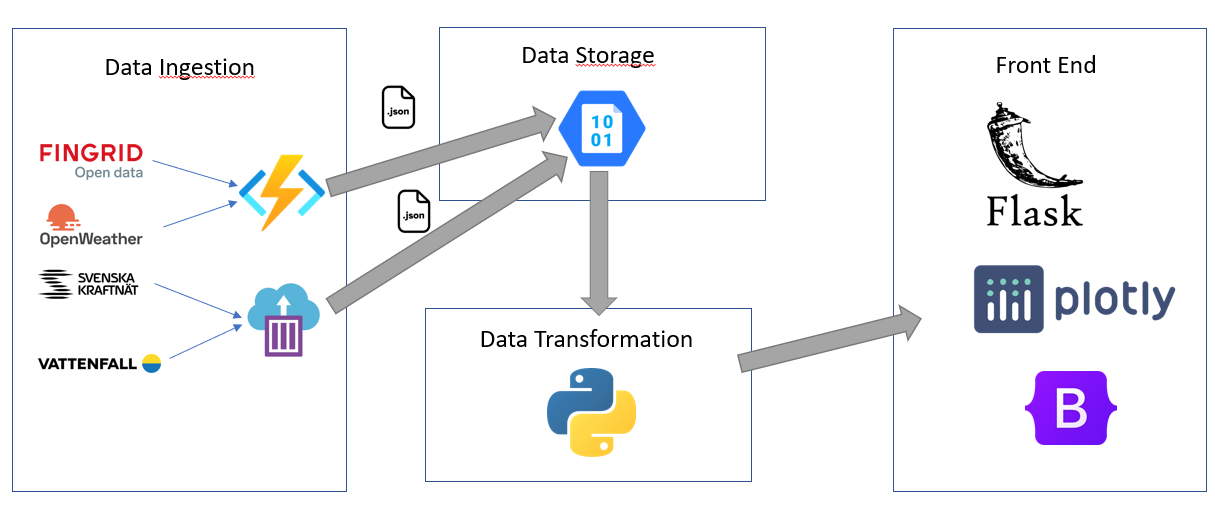 Data Ingestion
FINGRID
Open data
OpenWeather
SVENSKA
KRAFTNÄT
VATTENFALL
.json
.json
Data Storage
10
01
Data Transformation
Front End
Flask
plotly
B